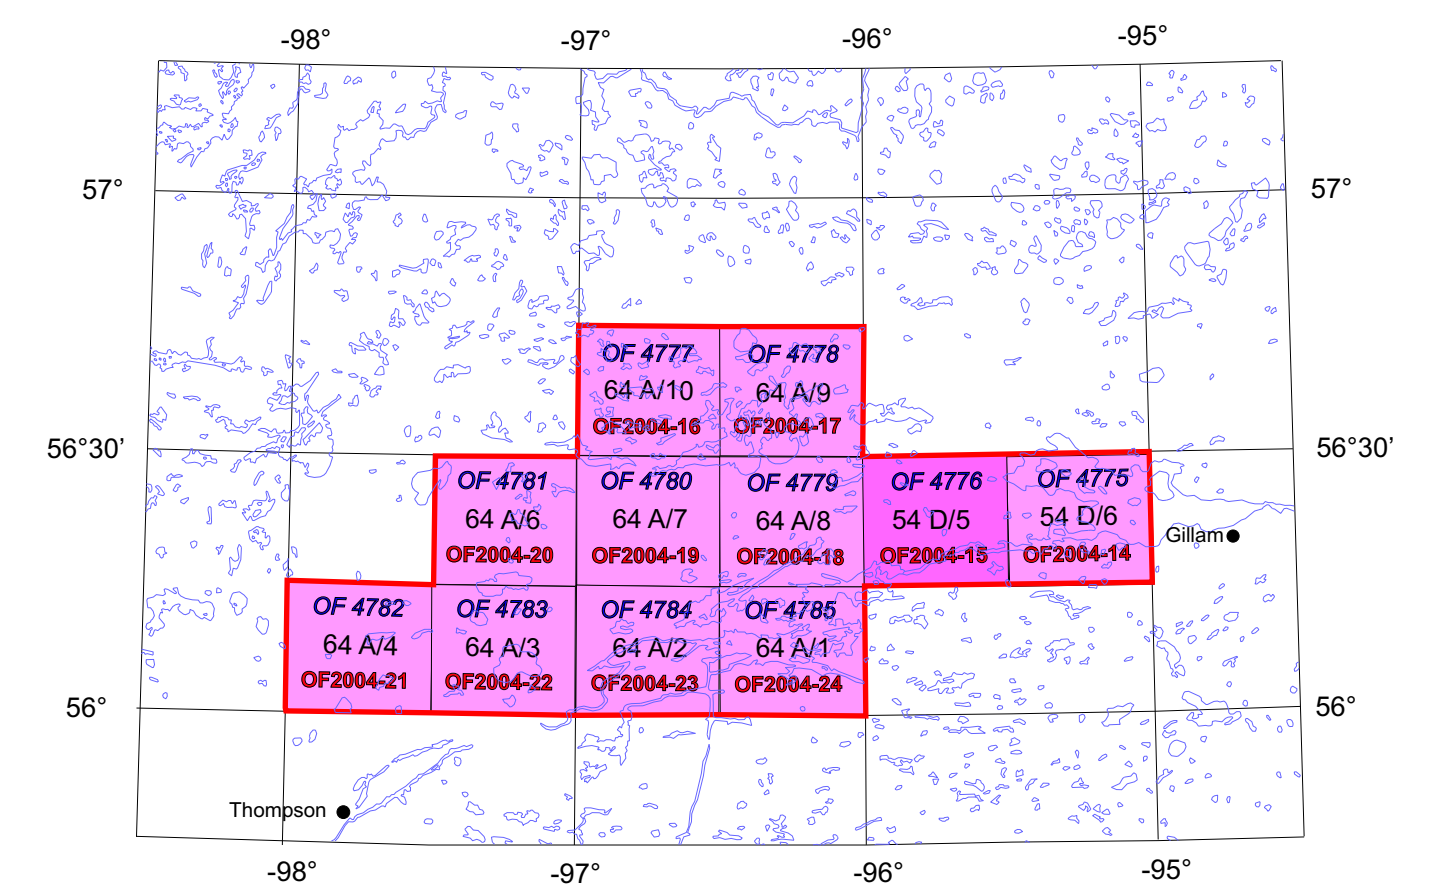 -98°
-97°
-96°
-95°
57°
57°
OF 4777
64 A/10
OF2004-16
OF 4778
64 A/9
OF2004-17
56°30'
56°30'
OF 4781
64 A/6
OF2004-20
OF 4780
64 A/7
OF2004-19
OF 4779
64 A/8
OF2004-18
OF 4776
54 D/5
OF2004-15
OF 4775
54 D/6
OF2004-14
Gillam
OF 4782
64 A/4
OF2004-21
OF 4783
64 A/3
OF2004-22
OF 4784
64 A/2
OF2004-23
OF 4785
64 A/1
OF2004-24
56°
56°
Thompson
-98°
-97°
-96°
-95°